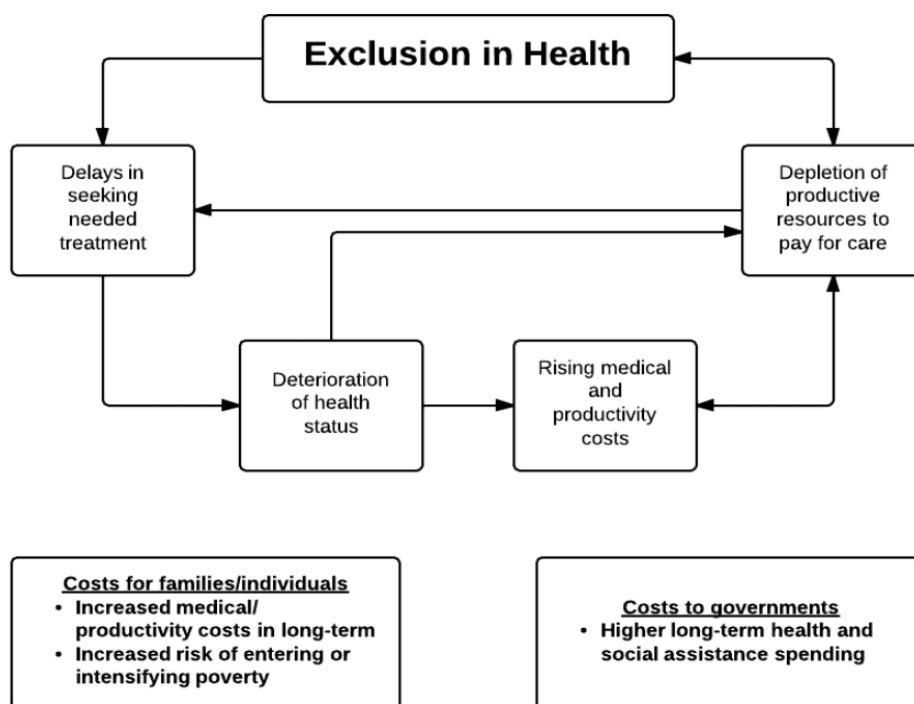 Exclusion in Health
Delays in
seeking
needed
treatment
Depletion of
productive
resources to
pay for care
Deterioration
of health
status
Rising medical
and
productivity
costs
Costs for families/individuals
• Increased medical/
productivity costs in long-term
• Increased risk of entering or
intensifying poverty
Costs to governments
• Higher long-term health and
social assistance spending